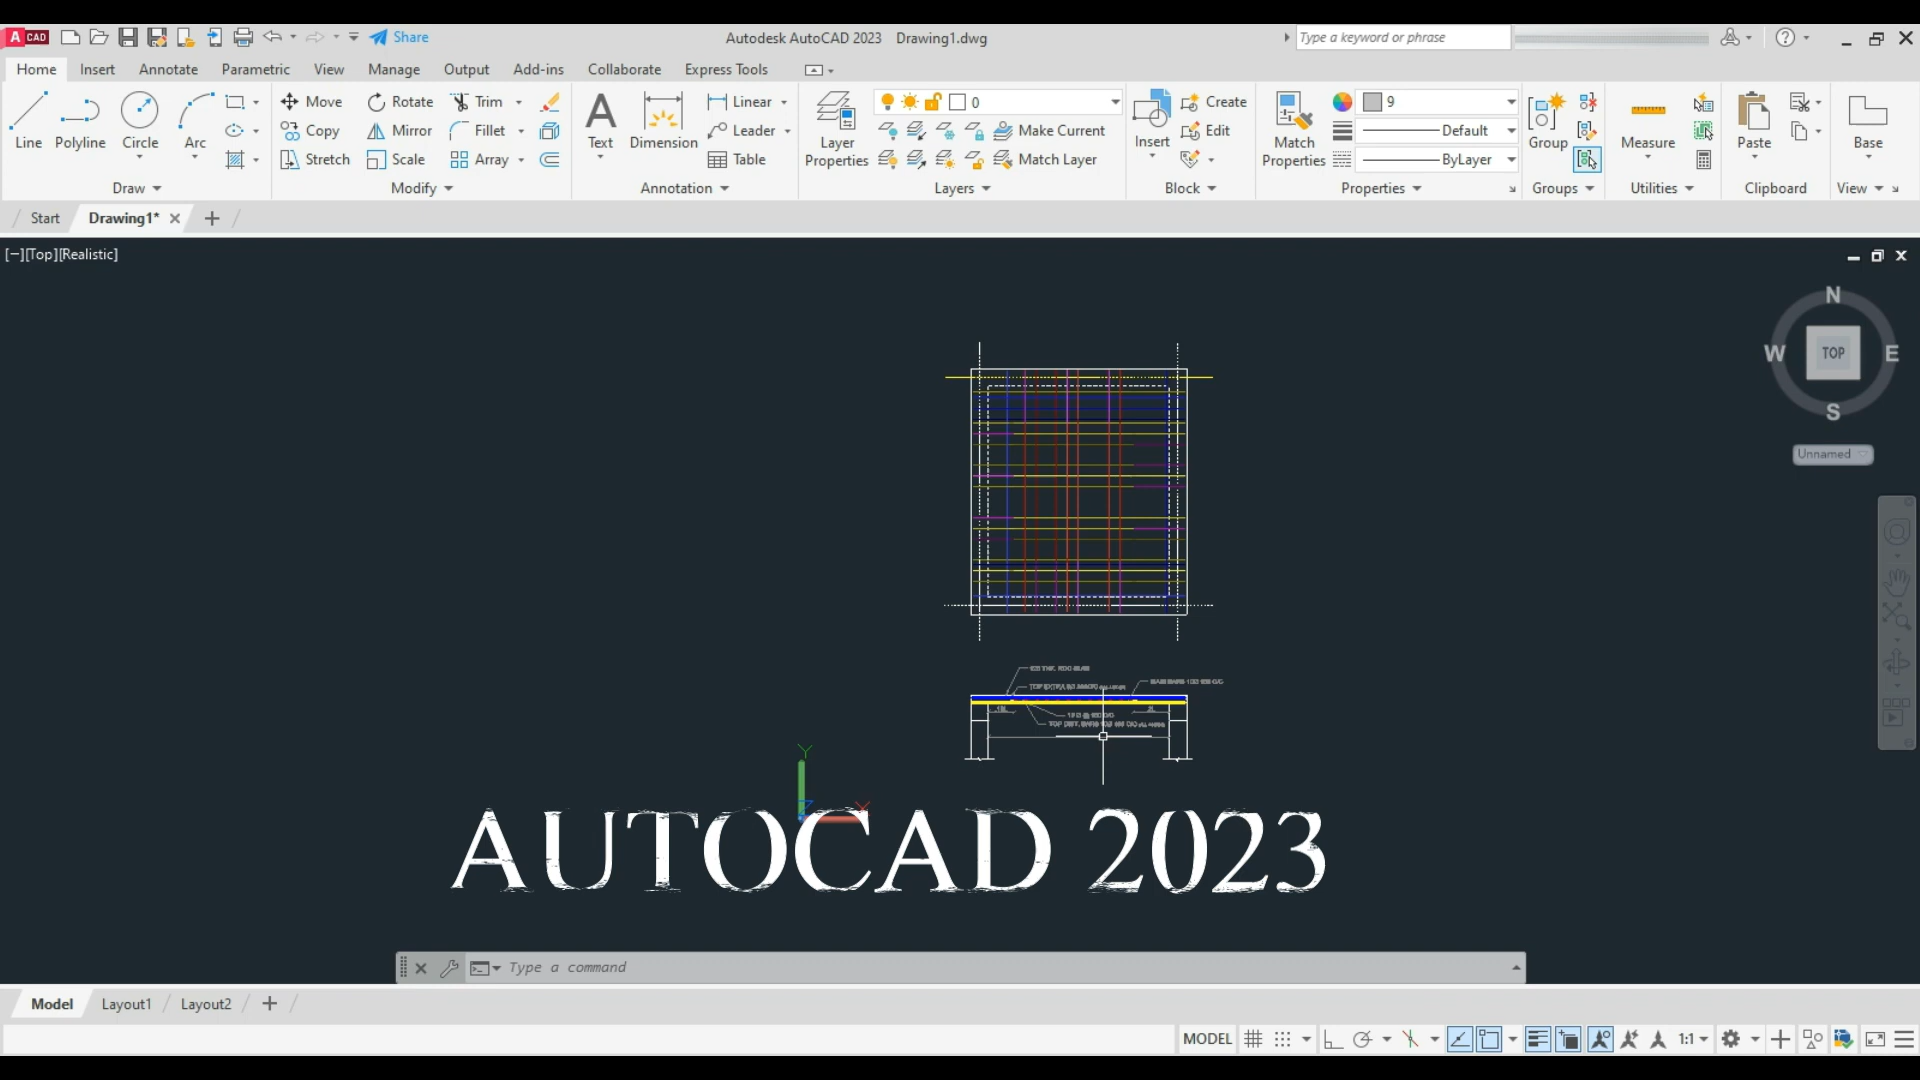 A CAD Share Autodesk AutoCAD 2023 Drawing1.dwg Type a keyword or phrase
Home Insert Annotate Parametric View Manage Output Add-ins Collaborate Express Tools
Line Polyline Circle Arc
Move Rotate Trim
Copy Mirror Fillet
Stretch Scale Array
Text Dimension
Linear
Leader
Table
Layer Properties
0
Make Current
Match Layer
Insert
Create
Edit
Match Properties
9
Default
ByLayer
Group Measure Paste Base
Draw Modify Annotation Layers Block Properties Groups Utilities Clipboard View
Start Drawing1* +
[−][Top][Realistic]
N
W TOP E
S
Unnamed
Y
X
AUTOCAD 2023
Type a command
Model Layout1 Layout2 +
MODEL 1:1